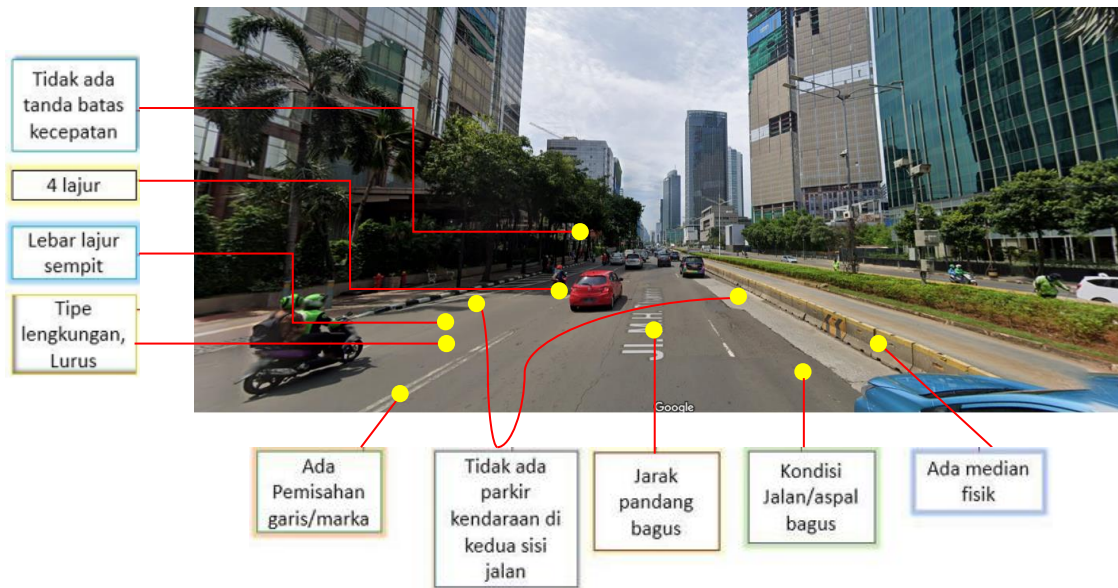 Tidak ada
tanda batas
kecepatan
4 lajur
Lebar lajur
sempit
Tipe
lengkungan,
Lurus
Jl. M.H.
Google
Ada
Pemisahan
garis/marka
Tidak ada
parkir
kendaraan di
kedua sisi
jalan
Jarak
pandang
bagus
Kondisi
Jalan/aspal
bagus
Ada median
fisik